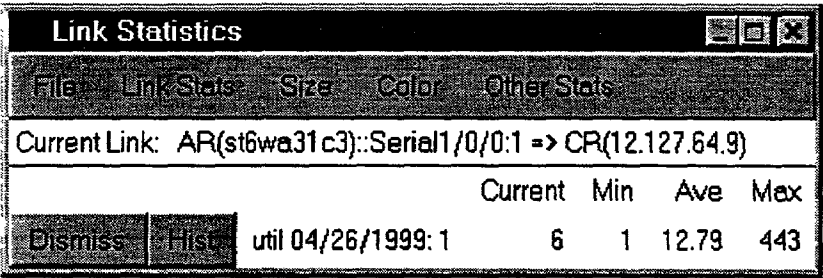 Link Statistics
File Link Stats Size Color Other Stats
Current Link: AR(st6wa31c3)::Serial1/0/0:1 => CR(12.127.64.9)
Current Min Ave Max
Dismiss Hist util 04/26/1999: 1 6 1 12.79 443